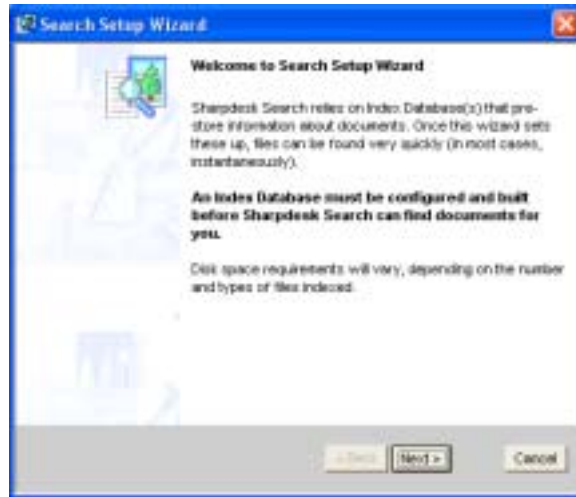 Search Setup Wizard
Welcome to Search Setup Wizard
Sharpdesk Search relies on Index Database(s) that pre-
store information about documents. Once this wizard sets
these up, files can be found very quickly (in most cases,
instantaneously).
An Index Database must be configured and built
before Sharpdesk Search can find documents for
you.
Disk space requirements will vary, depending on the number
and types of files indexed.
< Back
Next >
Cancel